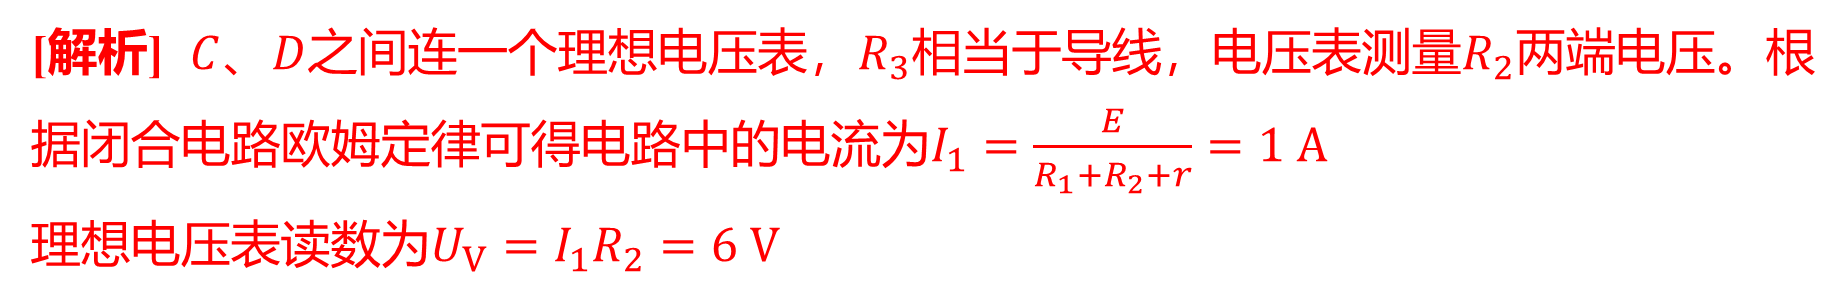 [解析] C、D之间连一个理想电压表，R₃相当于导线，电压表测量R₂两端电压。根
据闭合电路欧姆定律可得电路中的电流为I₁ = E/(R₁+R₂+r) = 1 A
理想电压表读数为U_V = I₁R₂ = 6 V